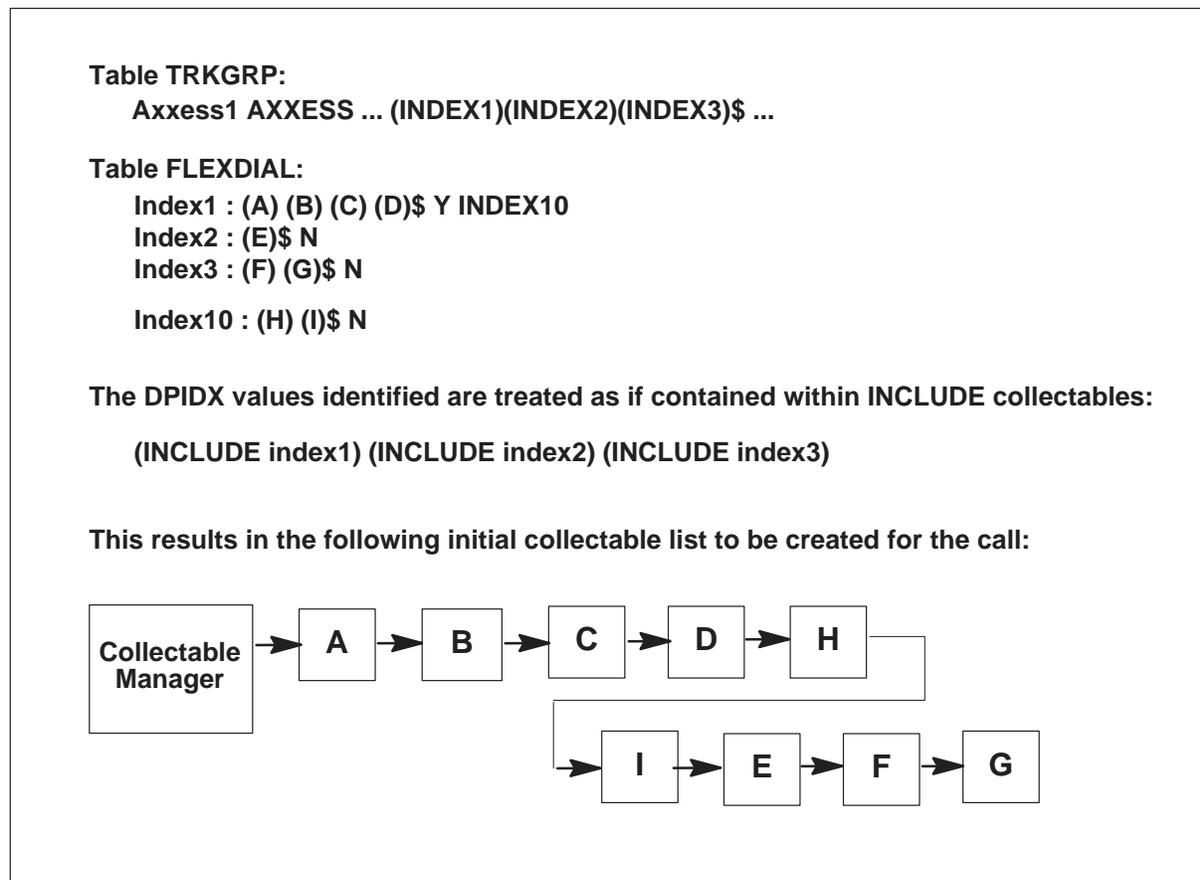 Table TRKGRP:
Axxess1 AXXESS ... (INDEX1)(INDEX2)(INDEX3)$ ...
Table FLEXDIAL:
Index1 : (A) (B) (C) (D)$ Y INDEX10
Index2 : (E)$ N
Index3 : (F) (G)$ N
Index10 : (H) (I)$ N
The DPIDX values identified are treated as if contained within INCLUDE collectables:
(INCLUDE index1) (INCLUDE index2) (INCLUDE index3)
This results in the following initial collectable list to be created for the call:
Collectable
Manager
A
B
C
D
H
I
E
F
G